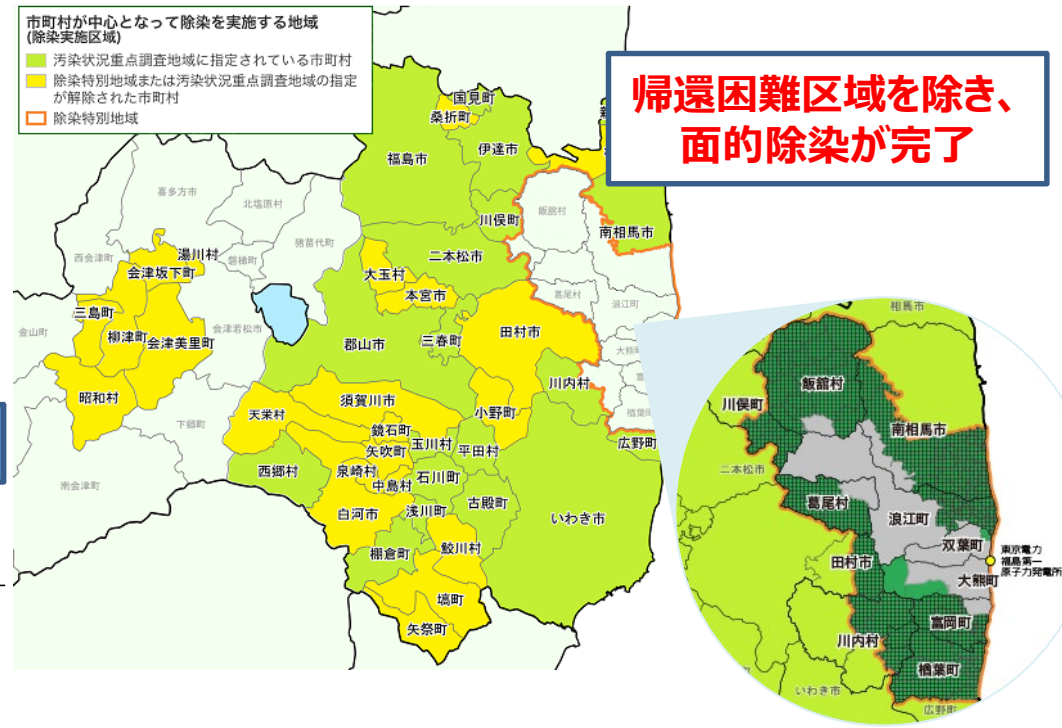 市町村が中心となって除染を実施する地域
(除染実施区域)
汚染状況重点調査地域に指定されている市町村
除染特別地域または汚染状況重点調査地域の指定
が解除された市町村
除染特別地域
帰還困難区域を除き、
面的除染が完了
国見町
桑折町
新
伊達市
福島市
喜多方市
北塩原村
川俣町
飯舘村
南相馬市
猪苗代町
湯川村
磐梯町
西会津町
会津坂下町
二本松市
大玉村
本宮市
葛尾村
浪江町
三島町
金山町
柳津町
会津美里町
会津若松市
郡山市
三春町
田村市
大熊町
富
川内村
昭和村
楢葉町
須賀川市
天栄村
小野町
下郷町
鏡石町
玉川村
平田村
広野町
矢吹町
西郷村
泉崎村
石川町
中島村
南会津町
古殿町
白河市
浅川町
いわき市
棚倉町
鮫川村
塙町
矢祭町
相馬市
飯舘村
川俣町
南相馬市
二本松市
葛尾村
浪江町
双葉町
東京電力
福島第一
原子力発電所
田村市
大熊町
富岡町
川内村
楢葉町
いわき市
広野町